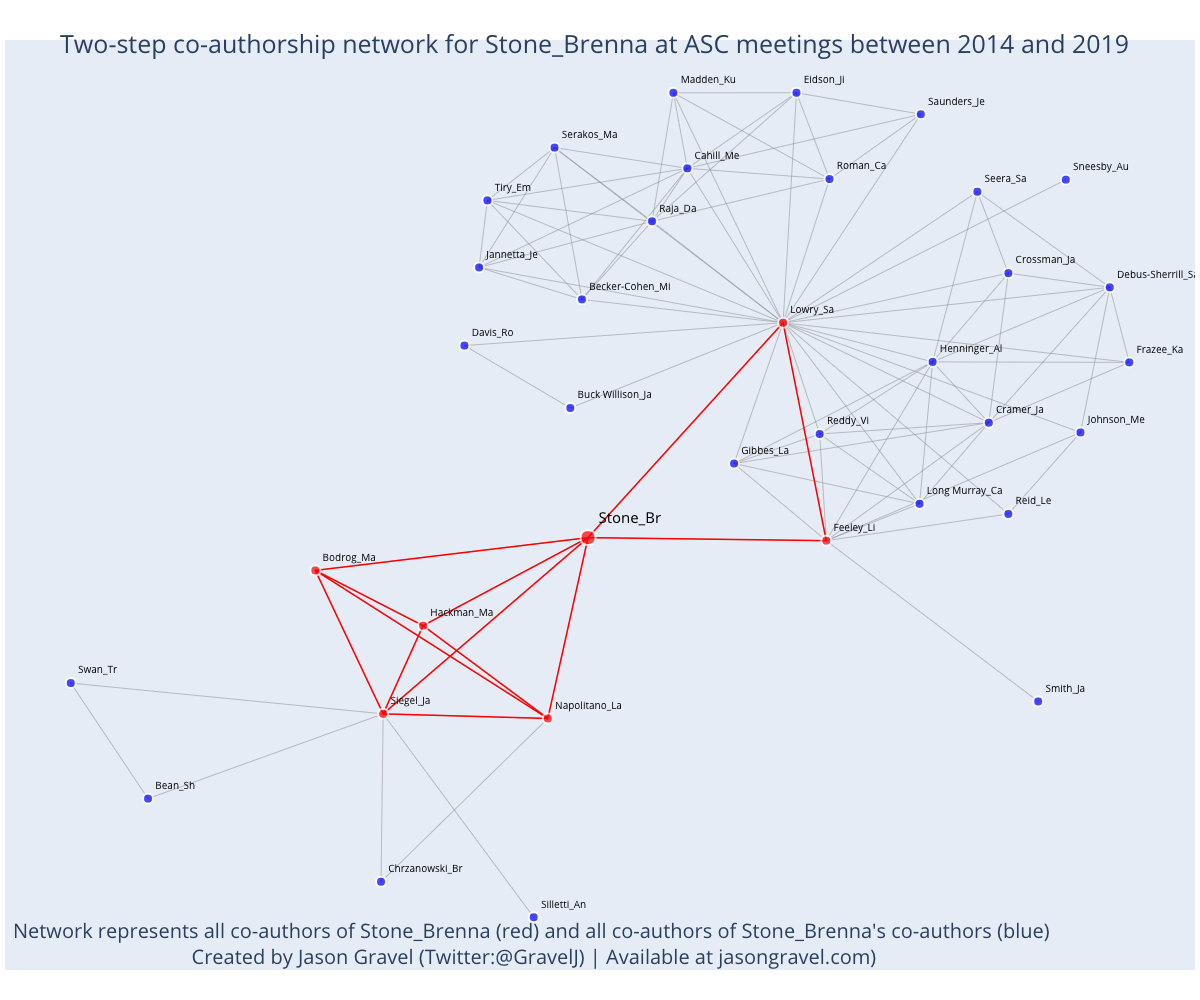 Two-step co-authorship network for Stone_Brenna at ASC meetings between 2014 and 2019
Madden_Ku
Eidson_Ji
Saunders_Je
Serakos_Ma
Cahill_Me
Roman_Ca
Sneesby_Au
Seera_Sa
Tiry_Em
Raja_Da
Jannetta_Je
Crossman_Ja
Debus-Sherrill_Sa
Becker-Cohen_Mi
Lowry_Sa
Davis_Ro
Henninger_Al
Frazee_Ka
Buck Willison_Ja
Cramer_Ja
Reddy_Vi
Johnson_Me
Gibbes_La
Long Murray_Ca
Reid_Le
Stone_Br
Feeley_Li
Bodrog_Ma
Hackman_Ma
Swan_Tr
Smith_Ja
Siegel_Ja
Napolitano_La
Bean_Sh
Chrzanowski_Br
Silletti_An
Network represents all co-authors of Stone_Brenna (red) and all co-authors of Stone_Brenna's co-authors (blue)
Created by Jason Gravel (Twitter:@GravelJ) | Available at jasongravel.com)